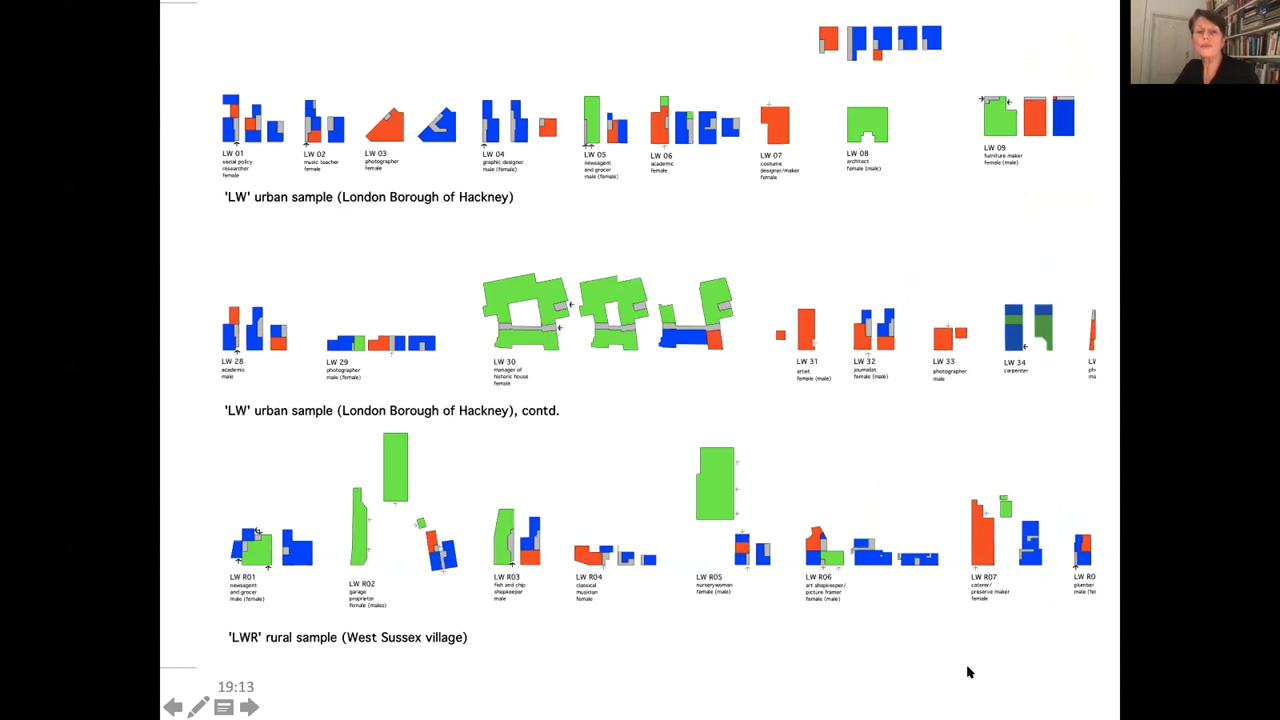 LW 01
social policy
researcher
female
LW 02
music teacher
female
LW 03
photographer
female
LW 04
graphic designer
male (female)
LW 05
newsagent
and grocer
male (female)
LW 06
academic
female
LW 07
costume
designer/maker
female
LW 08
architect
female (male)
LW 09
furniture maker
female (male)
'LW' urban sample (London Borough of Hackney)
LW 28
academic
male
LW 29
photographer
male (female)
LW 30
manager of
historic house
female
LW 31
artist
female (male)
LW 32
journalist
female (male)
LW 33
photographer
male
LW 34
carpenter
'LW' urban sample (London Borough of Hackney), contd.
LW R01
newsagent
and grocer
male (female)
LW R02
garage
proprietor
female (males)
LW R03
fish and chip
shopkeeper
male
LW R04
classical
musician
female
LW R05
nurserywoman
female (male)
LW R06
art shopkeeper/
picture framer
female (male)
LW R07
caterer/
preserve maker
female
LW R0
plumber
male (fer
'LWR' rural sample (West Sussex village)
19:13